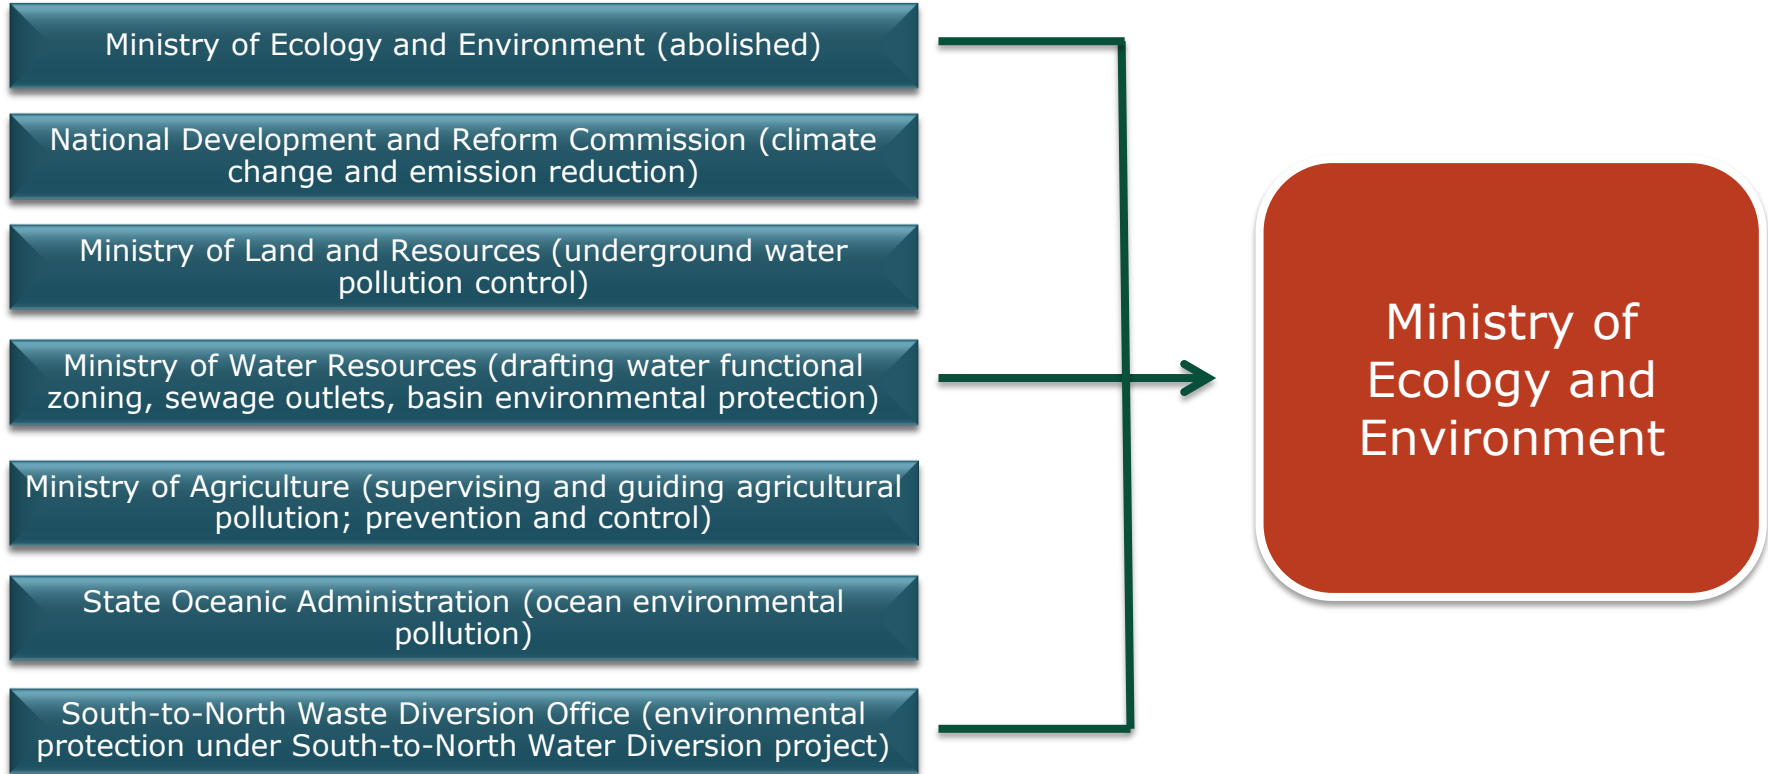 Ministry of Ecology and Environment (abolished)
National Development and Reform Commission (climate
change and emission reduction)
Ministry of Land and Resources (underground water
pollution control)
Ministry of Water Resources (drafting water functional
zoning, sewage outlets, basin environmental protection)
Ministry of Agriculture (supervising and guiding agricultural
pollution; prevention and control)
State Oceanic Administration (ocean environmental
pollution)
South-to-North Waste Diversion Office (environmental
protection under South-to-North Water Diversion project)
Ministry of
Ecology and
Environment